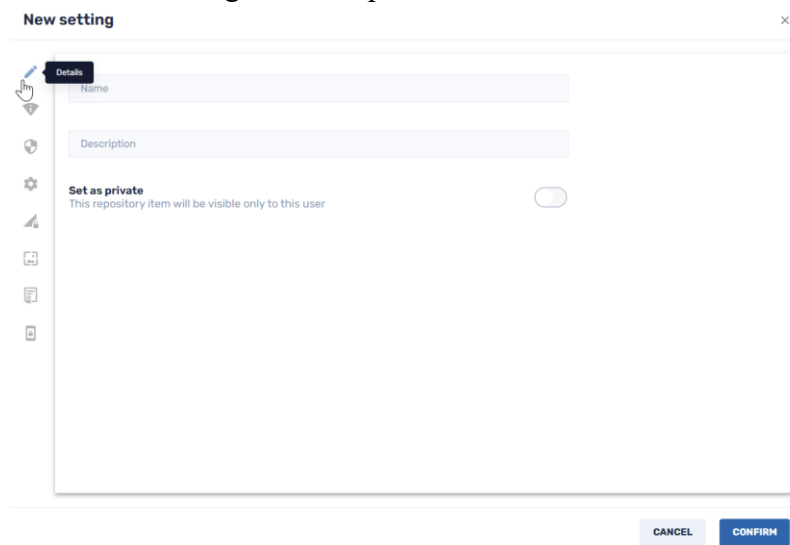 New setting
Details
Name
Description
Set as private
This repository item will be visible only to this user
CANCEL
CONFIRM